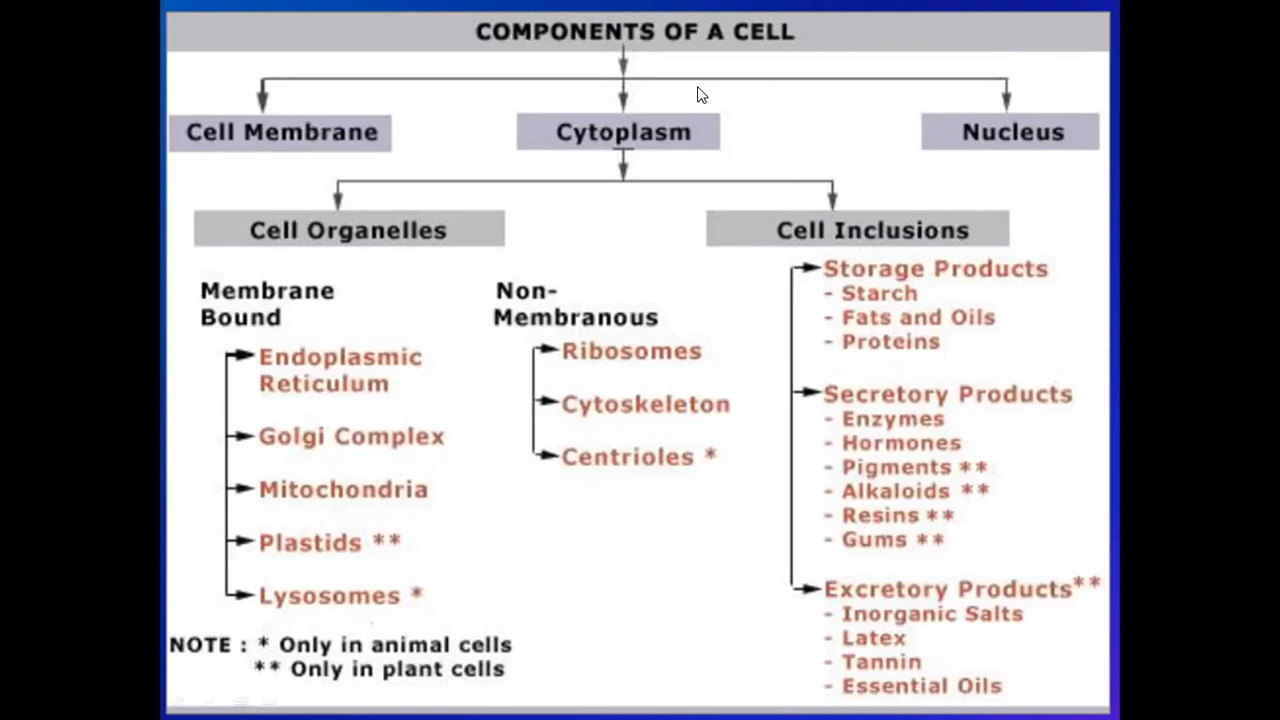 COMPONENTS OF A CELL
Cell Membrane
Cytoplasm
Nucleus
Cell Organelles
Cell Inclusions
Membrane
Bound
Endoplasmic
Reticulum
Golgi Complex
Mitochondria
Plastids **
Lysosomes *
Non-
Membranous
Ribosomes
Cytoskeleton
Centrioles *
Storage Products
- Starch
- Fats and Oils
- Proteins
Secretory Products
- Enzymes
- Hormones
- Pigments **
- Alkaloids **
- Resins **
- Gums **
Excretory Products**
- Inorganic Salts
- Latex
- Tannin
- Essential Oils
NOTE : * Only in animal cells
** Only in plant cells